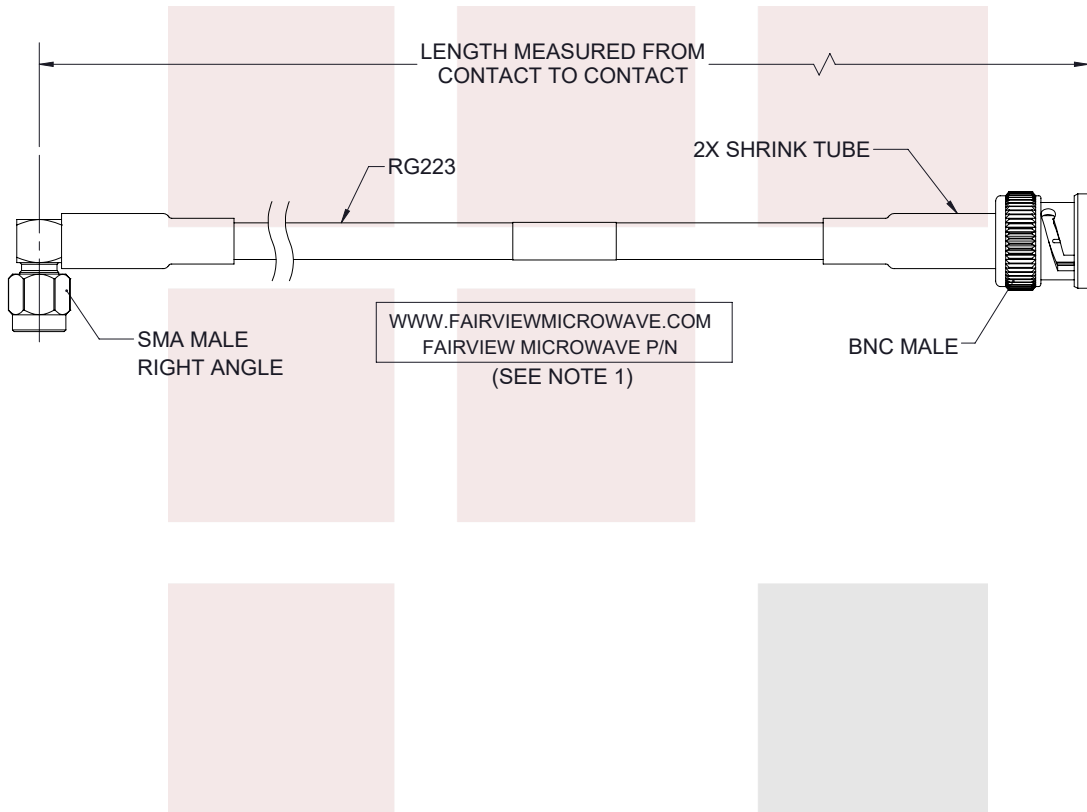 LENGTH MEASURED FROM
CONTACT TO CONTACT
RG223
2X SHRINK TUBE
SMA MALE
RIGHT ANGLE
WWW.FAIRVIEWMICROWAVE.COM
FAIRVIEW MICROWAVE P/N
(SEE NOTE 1)
BNC MALE